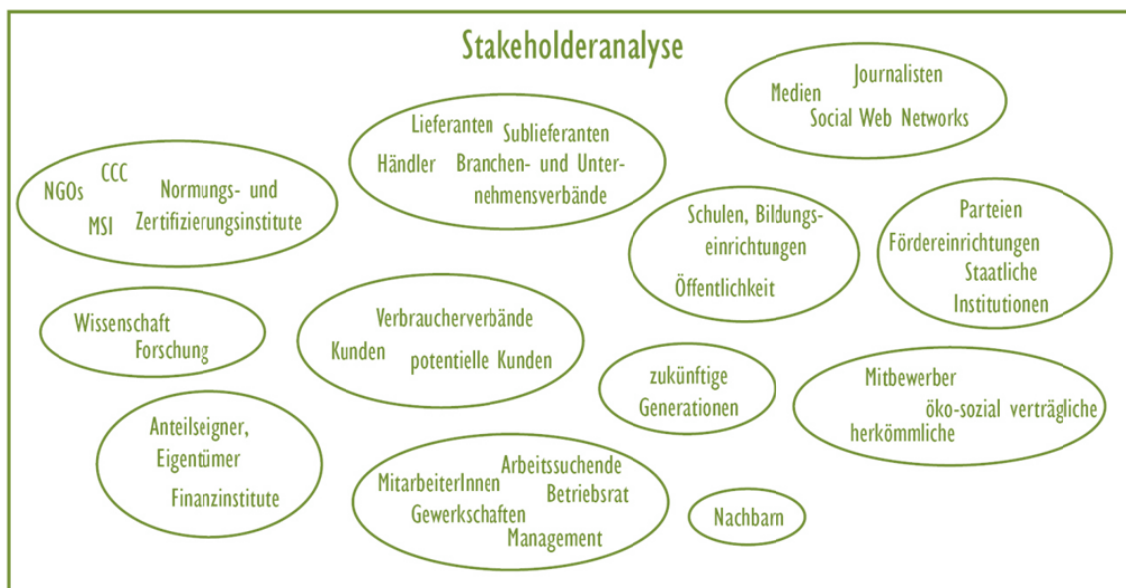 Stakeholderanalyse
Journalisten
Medien
Social Web Networks
Lieferanten
Sublieferanten
Händler
Branchen- und Unter-
nehmensverbände
CCC
NGOs
Normungs- und
MSI
Zertifizierungsinstitute
Schulen, Bildungs-
einrichtungen
Öffentlichkeit
Parteien
Fördereinrichtungen
Staatliche
Institutionen
Wissenschaft
Forschung
Verbraucherverbände
Kunden
potentielle Kunden
zukünftige
Generationen
Mitbewerber
öko-sozial verträgliche
herkömmliche
Anteilseigner,
Eigentümer
Finanzinstitute
Arbeitssuchende
MitarbeiterInnen
Betriebsrat
Gewerkschaften
Management
Nachbarn